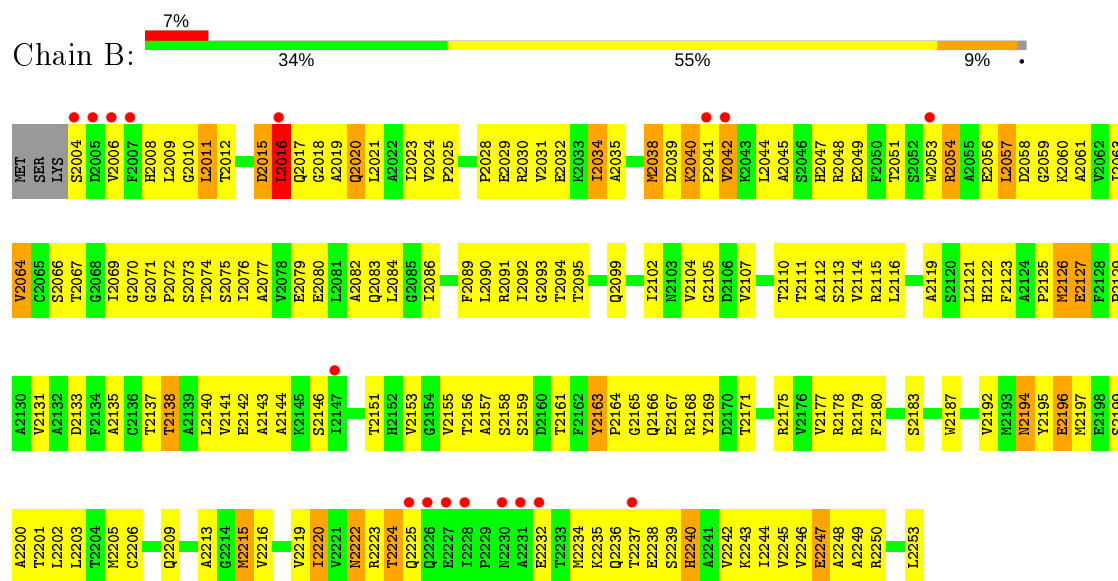 7%
Chain B:
34% 55% 9% •
MET SER LYS S2004 D2005 V2006 F2007 H2008 L2009 G2010 L2011 T2012 D2015 L2016 Q2017 G2018 A2019 Q2020 L2021 A2022 I2023 V2024 P2025 P2028 E2029 R2030 V2031 E2032 K2033 I2034 A2035 M2038 D2039 K2040 P2041 V2042 K2043 L2044 A2045 S2046 H2047 R2048 E2049 F2050 T2051 S2052 W2053 R2054 A2055 E2056 L2057 D2058 G2059 K2060 A2061 V2062 I2063
V2064 C2065 S2066 T2067 G2068 I2069 G2070 G2071 P2072 S2073 T2074 S2075 I2076 A2077 V2078 E2079 E2080 L2081 A2082 Q2083 L2084 G2085 I2086 F2089 L2090 R2091 I2092 G2093 T2094 T2095 Q2099 I2102 N2103 V2104 G2105 D2106 V2107 T2110 T2111 A2112 S2113 V2114 R2115 L2116 A2119 S2120 L2121 H2122 F2123 A2124 P2125 M2126 E2127 F2128 P2129
A2130 V2131 A2132 D2133 F2134 A2135 C2136 T2137 T2138 A2139 L2140 V2141 E2142 A2143 A2144 K2145 S2146 I2147 T2151 H2152 V2153 G2154 V2155 T2156 A2157 S2158 S2159 D2160 T2161 F2162 Y2163 P2164 G2165 Q2166 E2167 R2168 Y2169 D2170 T2171 R2175 V2176 V2177 R2178 R2179 F2180 S2183 W2187 V2192 M2193 N2194 Y2195 E2196 M2197 E2198 S2199
A2200 T2201 L2202 L2203 T2204 M2205 C2206 Q2209 A2213 G2214 M2215 V2216 V2219 I2220 V2221 N2222 R2223 T2224 Q2225 Q2226 E2227 I2228 P2229 N2230 A2231 E2232 T2233 M2234 K2235 Q2236 T2237 E2238 S2239 H2240 A2241 V2242 K2243 I2244 V2245 V2246 E2247 A2248 A2249 R2250 L2253